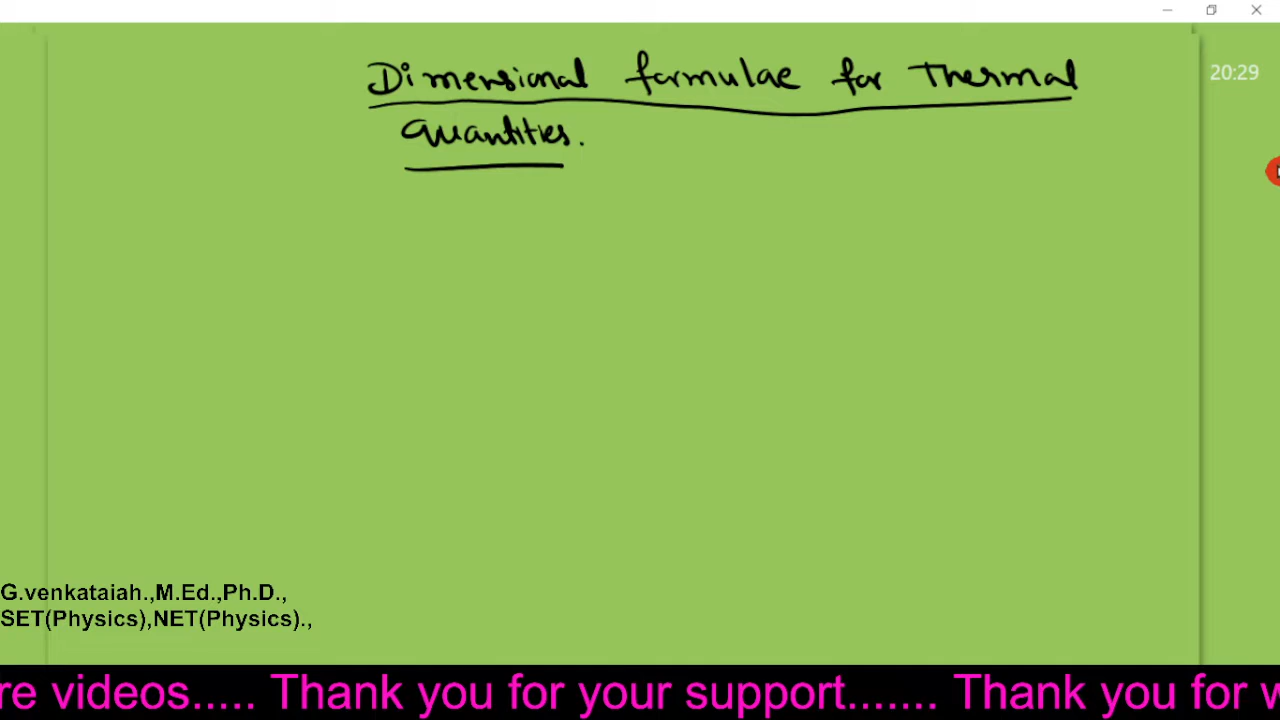 Dimensional formulae for Thermal
20:29
quantities.
G.venkataiah.,M.Ed.,Ph.D.,
SET(Physics),NET(Physics).,
re videos..... Thank you for your support....... Thank you for w